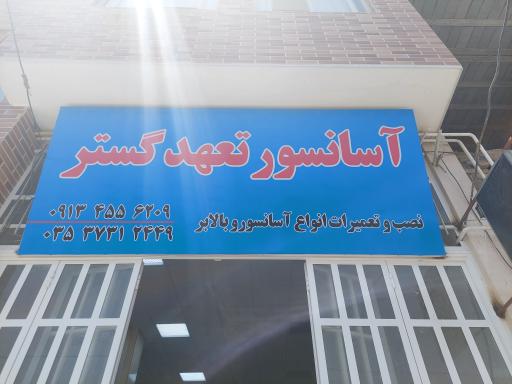 آسانسور تعهد گستر
نصب و تعمیرات انواع آسانسور و بالابر
۰۹۱۳ ۴۵۵ ۶۲۰۹
۰۳۵ ۳۷۳۱ ۲۴۴۹